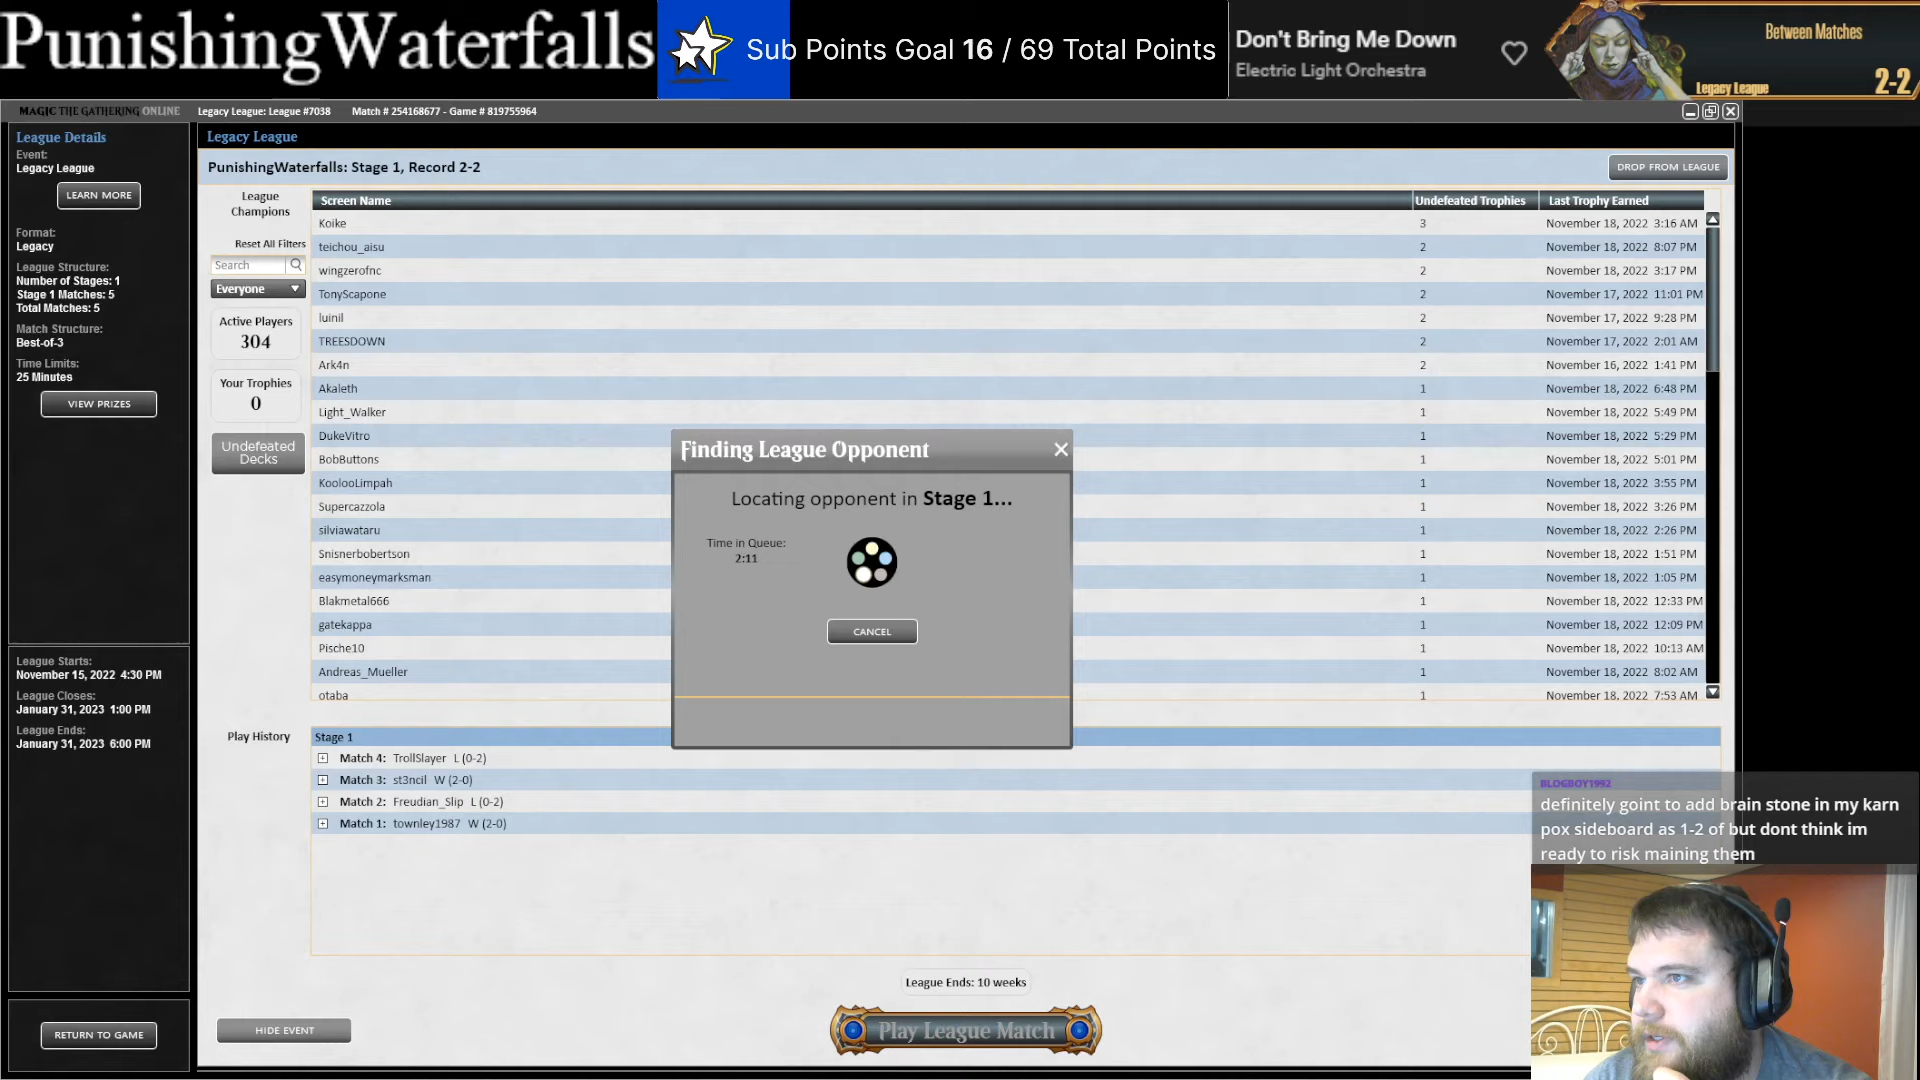 PunishingWaterfalls
Sub Points Goal 16 / 69 Total Points
Don't Bring Me Down
Electric Light Orchestra
Between Matches
Legacy League
2-2
MAGIC THE GATHERING ONLINE
Legacy League: League #7038
Match # 254168677 - Game # 819755964
League Details
Event:
Legacy League
LEARN MORE
Format:
Legacy
League Structure:
Number of Stages: 1
Stage 1 Matches: 5
Total Matches: 5
Match Structure:
Best-of-3
Time Limits:
25 Minutes
VIEW PRIZES
League Starts:
November 15, 2022 4:30 PM
League Closes:
January 31, 2023 1:00 PM
League Ends:
January 31, 2023 6:00 PM
RETURN TO GAME
Legacy League
PunishingWaterfalls: Stage 1, Record 2-2
DROP FROM LEAGUE
League
Champions
Reset All Filters
Search
Everyone
Active Players
304
Your Trophies
0
Undefeated
Decks
Screen Name Undefeated Trophies Last Trophy Earned
Koike 3 November 18, 2022 3:16 AM
teichou_aisu 2 November 18, 2022 8:07 PM
wingzerofnc 2 November 18, 2022 3:17 PM
TonyScapone 2 November 17, 2022 11:01 PM
luinil 2 November 17, 2022 9:28 PM
TREESDOWN 2 November 17, 2022 2:01 AM
Ark4n 2 November 16, 2022 1:41 PM
Akaleth 1 November 18, 2022 6:48 PM
Light_Walker 1 November 18, 2022 5:49 PM
DukeVitro 1 November 18, 2022 5:29 PM
BobButtons 1 November 18, 2022 5:01 PM
KoolooLimpah 1 November 18, 2022 3:55 PM
Supercazzola 1 November 18, 2022 3:26 PM
silviawataru 1 November 18, 2022 2:26 PM
Snisnerbobertson 1 November 18, 2022 1:51 PM
easymoneymarksman 1 November 18, 2022 1:05 PM
Blakmetal666 1 November 18, 2022 12:33 PM
gatekappa 1 November 18, 2022 12:09 PM
Pische10 1 November 18, 2022 10:13 AM
Andreas_Mueller 1 November 18, 2022 8:02 AM
otaba 1 November 18, 2022 7:53 AM
Finding League Opponent
Locating opponent in Stage 1...
Time in Queue:
2:11
CANCEL
Play History
Stage 1
Match 4: TrollSlayer L (0-2)
Match 3: st3ncil W (2-0)
Match 2: Freudian_Slip L (0-2)
Match 1: townley1987 W (2-0)
League Ends: 10 weeks
HIDE EVENT
Play League Match
BLOGBOY1992
definitely goint to add brain stone in my karn
pox sideboard as 1-2 of but dont think im
ready to risk maining them